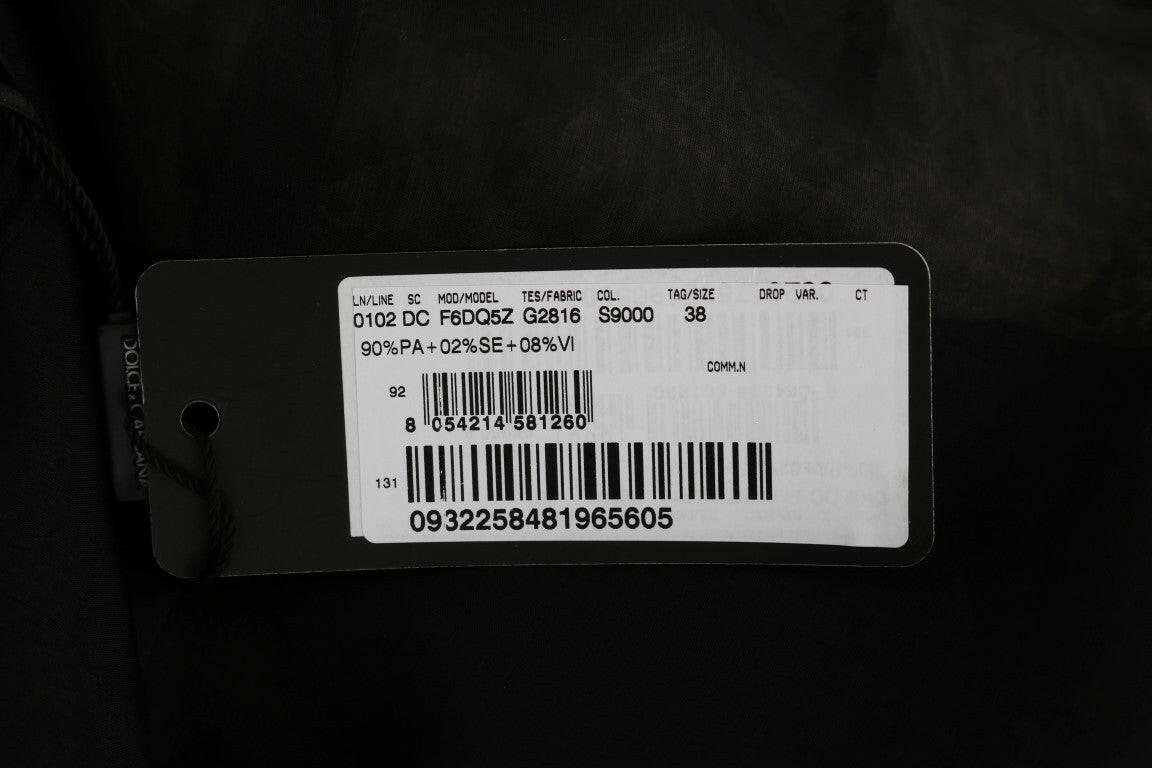 LN/LINE SC MOD/MODEL TES/FABRIC COL. TAG/SIZE DROP VAR. CT
0102 DC F6DQ5Z G2816 S9000 38
90%PA+02%SE+08%VI
COMM.N
92
8 054214 581260
131
0932258481965605
DOLCE & GABBANA